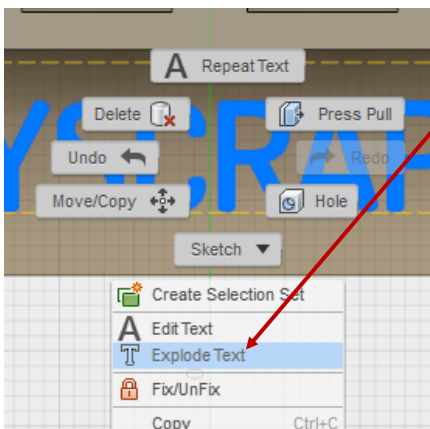 Repeat Text
Delete
Press Pull
Undo
Redo
Move/Copy
Hole
YSCRAP
Sketch
Create Selection Set
Edit Text
Explode Text
Fix/UnFix
Copy Ctrl+C